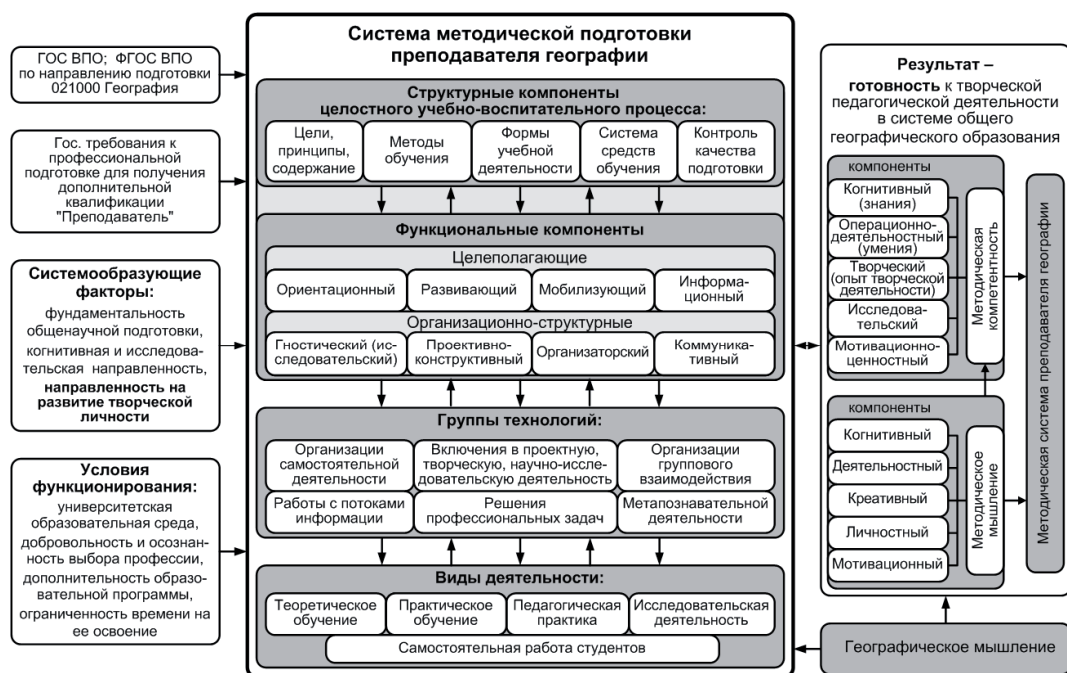 ГОС ВПО; ФГОС ВПО
по направлению подготовки
021000 География
Гос. требования к
профессиональной
подготовке для получения
дополнительной
квалификации
"Преподаватель"
Системообразующие
факторы:
фундаментальность
общенаучной подготовки,
когнитивная и исследова-
тельская направленность,
направленность на
развитие творческой
личности
Условия
функционирования:
университетская
образовательная среда,
добровольность и осознан-
ность выбора профессии,
дополнительность образо-
вательной программы,
ограниченность времени на
ее освоение
Система методической подготовки
преподавателя географии
Структурные компоненты
целостного учебно-воспитательного процесса:
Цели,
принципы,
содержание
Методы
обучения
Формы
учебной
деятельности
Система
средств
обучения
Контроль
качества
подготовки
Функциональные компоненты
Целеполагающие
Ориентационный
Развивающий
Мобилизующий
Информа-
ционный
Организационно-структурные
Гностический (ис-
следовательский)
Проективно-
конструктивный
Организаторский
Коммуника-
тивный
Группы технологий:
Организации
самостоятельной
деятельности
Включения в проектную,
творческую, научно-иссле-
довательскую деятельность
Организации
группового
взаимодействия
Работы с потоками
информации
Решения
профессиональных задач
Метапознавательной
деятельности
Виды деятельности:
Теоретическое
обучение
Практическое
обучение
Педагогическая
практика
Исследовательская
деятельность
Самостоятельная работа студентов
Результат –
готовность к творческой
педагогической деятельности
в системе общего
географического образования
компоненты
Когнитивный
(знания)
Операционно-
деятельностный
(умения)
Творческий
(опыт творческой
деятельности)
Исследова-
тельский
Мотивационно-
ценностный
Методическая
компетентность
компоненты
Когнитивный
Деятельностный
Креативный
Личностный
Мотивационный
Методическое
мышление
Методическая система преподавателя географии
Географическое мышление